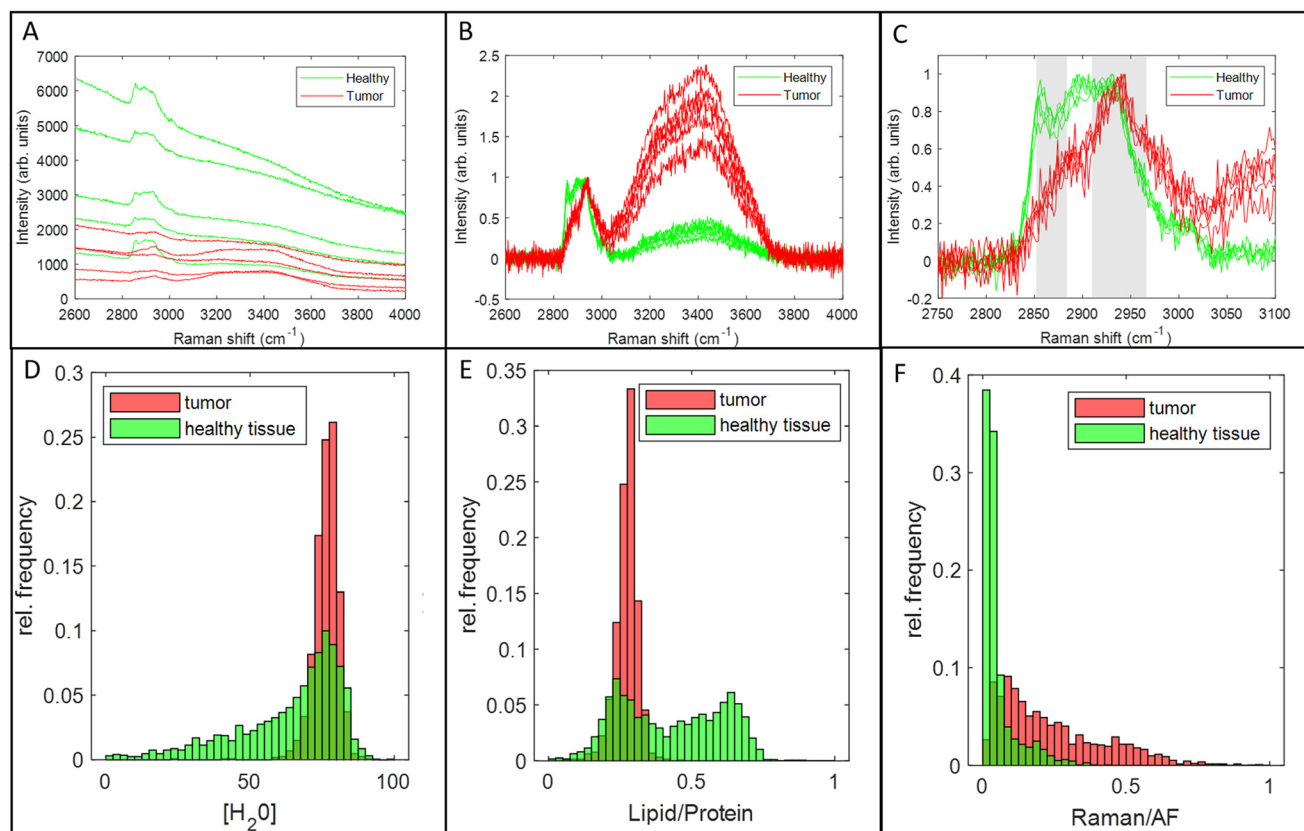 A
7000
6000
5000
4000
3000
2000
1000
0
Intensity (arb. units)
Healthy
Tumor
2600 2800 3000 3200 3400 3600 3800 4000
Raman shift (cm⁻¹)
B
2.5
2
1.5
1
0.5
0
-0.5
Intensity (arb. units)
Healthy
Tumor
2600 2800 3000 3200 3400 3600 3800 4000
Raman shift (cm⁻¹)
C
1
0.8
0.6
0.4
0.2
0
-0.2
Intensity (arb. units)
Healthy
Tumor
2750 2800 2850 2900 2950 3000 3050 3100
Raman shift (cm⁻¹)
D
0.3
0.25
0.2
0.15
0.1
0.05
0
rel. frequency
tumor
healthy tissue
0 50 100
[H₂0]
E
0.35
0.3
0.25
0.2
0.15
0.1
0.05
0
rel. frequency
tumor
healthy tissue
0 0.5 1
Lipid/Protein
F
0.4
0.3
0.2
0.1
0
rel. frequency
tumor
healthy tissue
0 0.5 1
Raman/AF